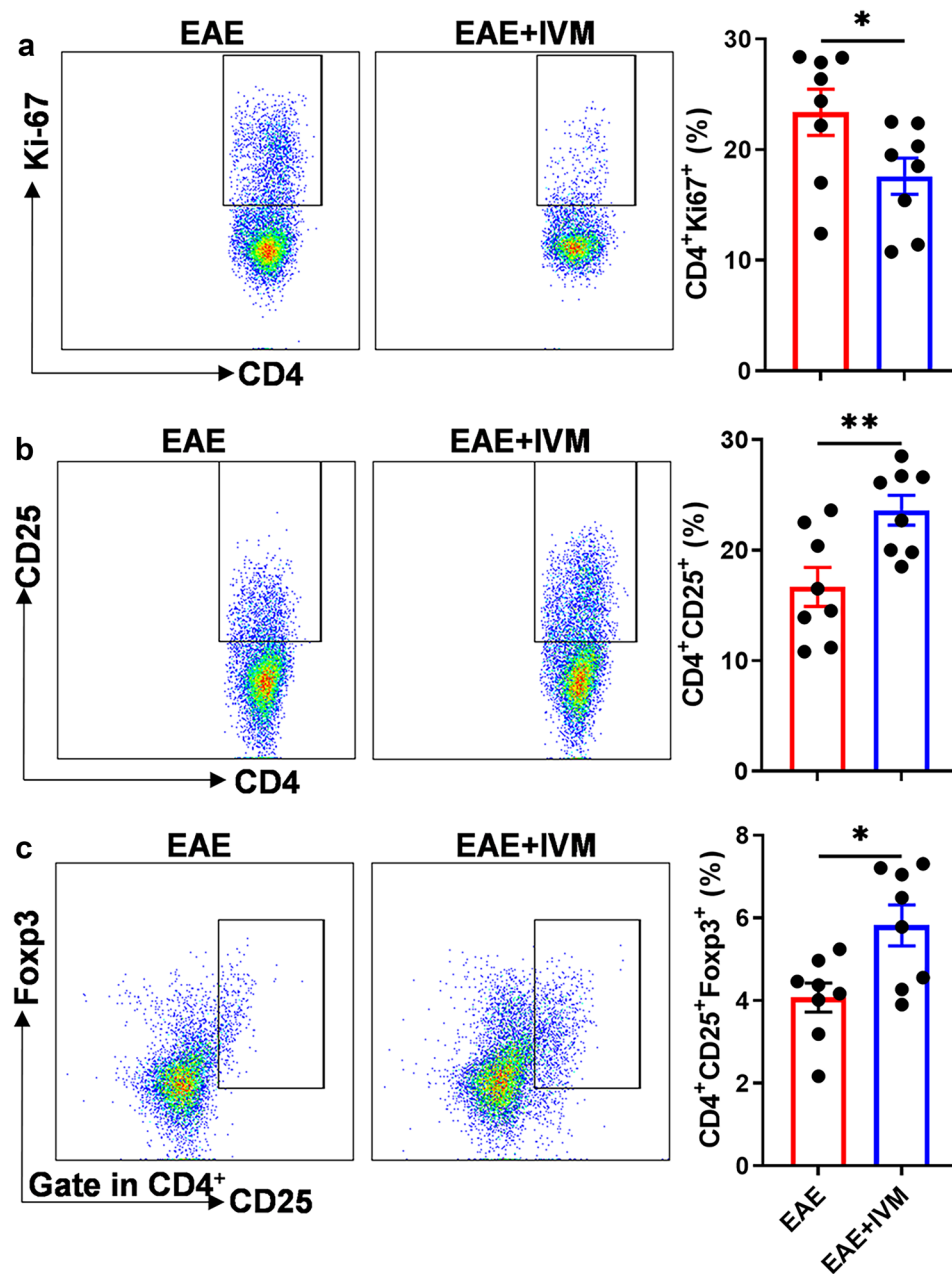 a
EAE
EAE+IVM
Ki-67
CD4
CD4+Ki67+ (%)
30
20
10
0
*
b
EAE
EAE+IVM
CD25
CD4
CD4+CD25+ (%)
30
20
10
0
**
c
EAE
EAE+IVM
Foxp3
Gate in CD4+
CD25
CD4+CD25+Foxp3+ (%)
8
6
4
2
0
*
EAE
EAE+IVM